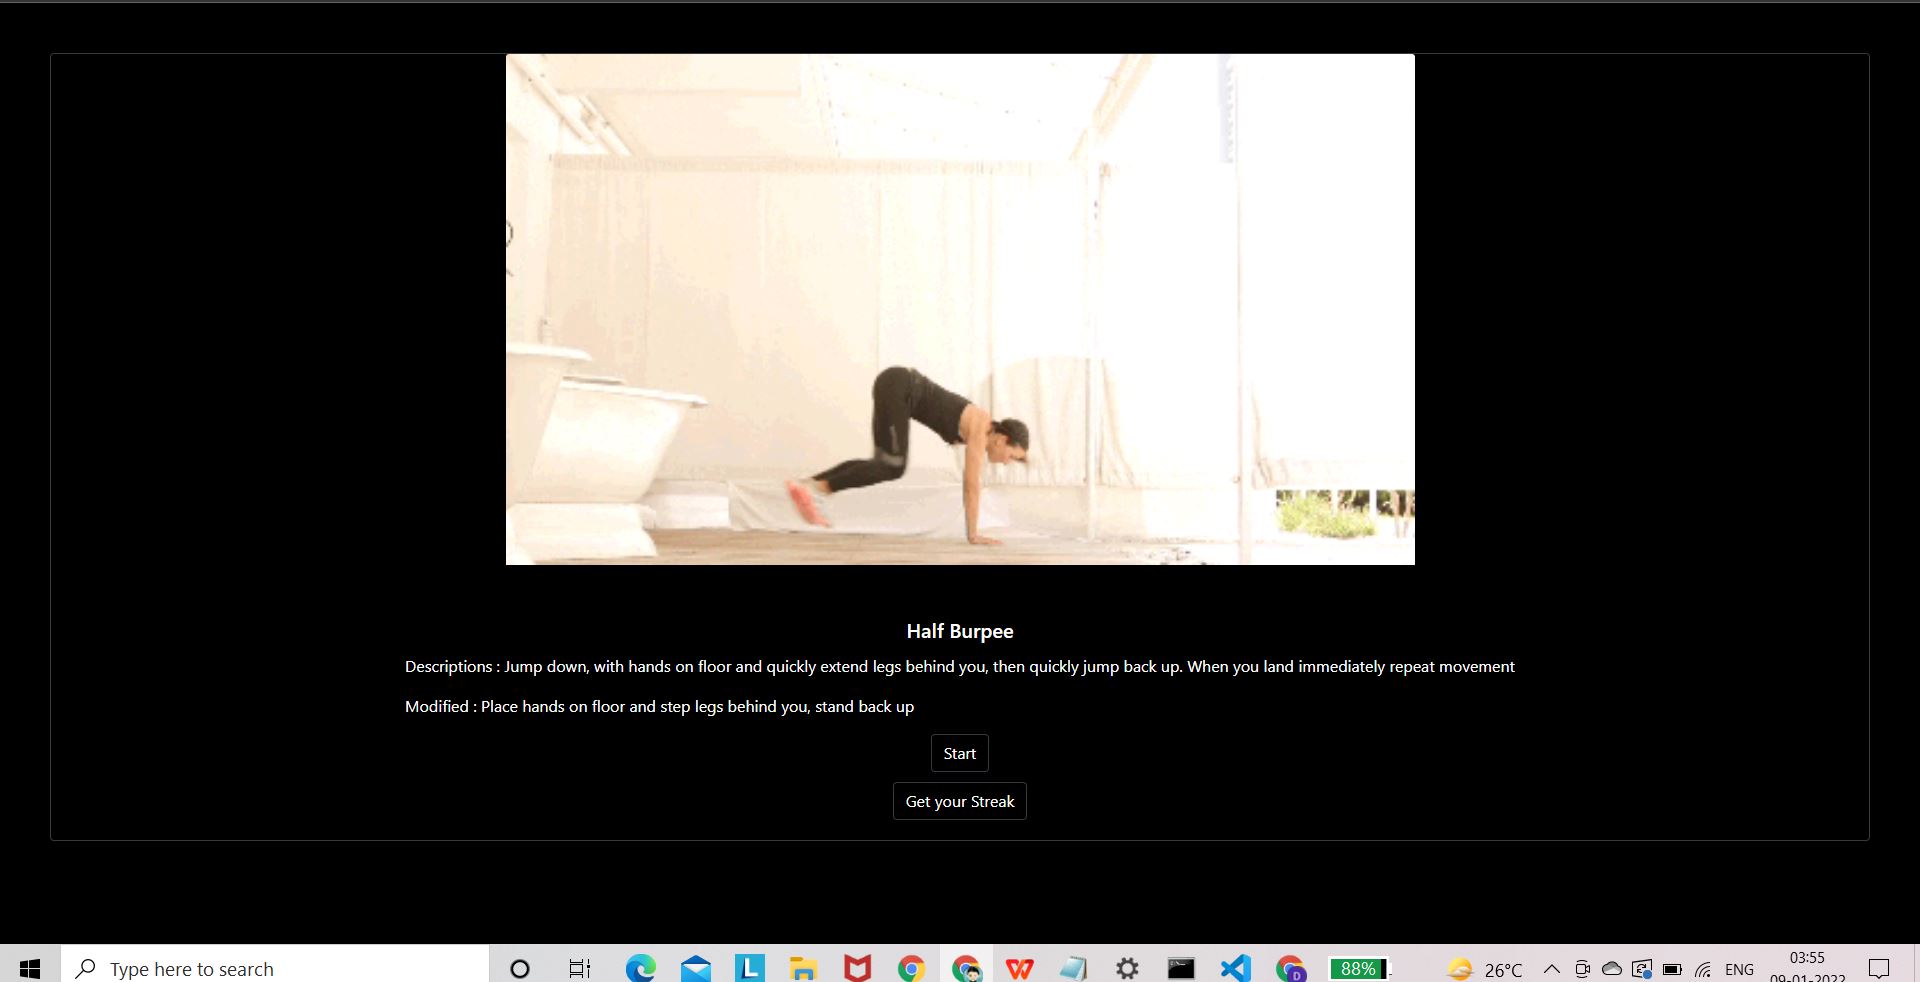 Half Burpee
Descriptions : Jump down, with hands on floor and quickly extend legs behind you, then quickly jump back up. When you land immediately repeat movement
Modified : Place hands on floor and step legs behind you, stand back up
Start
Get your Streak
Type here to search
L
W
D
88%
26°C
ENG
03:55
09-01-2022